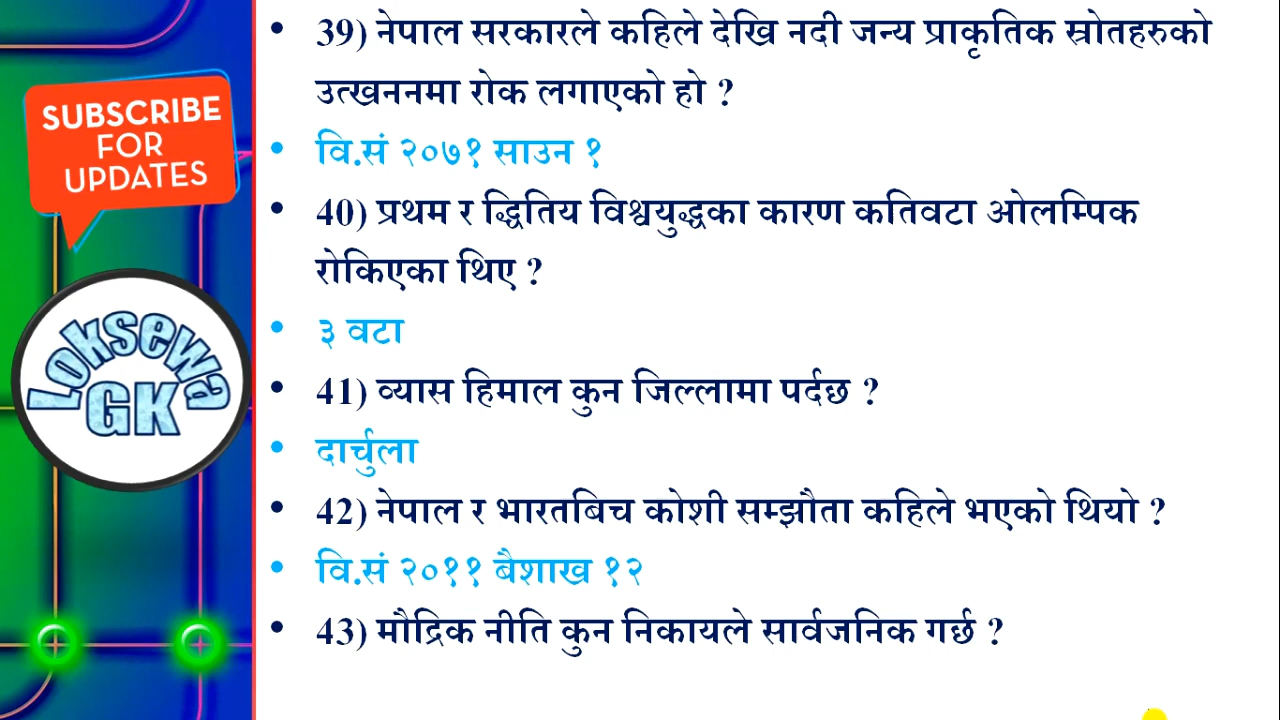 SUBSCRIBE
FOR
UPDATES
Loksewa
GK
• 39) नेपाल सरकारले कहिले देखि नदी जन्य प्राकृतिक स्रोतहरुको
उत्खननमा रोक लगाएको हो ?
• वि.सं २०७१ साउन १
• 40) प्रथम र द्धितिय विश्वयुद्धका कारण कतिवटा ओलम्पिक
रोकिएका थिए ?
• ३ वटा
• 41) व्यास हिमाल कुन जिल्लामा पर्दछ ?
• दार्चुला
• 42) नेपाल र भारतबिच कोशी सम्झौता कहिले भएको थियो ?
• वि.सं २०११ बैशाख १२
• 43) मौद्रिक नीति कुन निकायले सार्वजनिक गर्छ ?